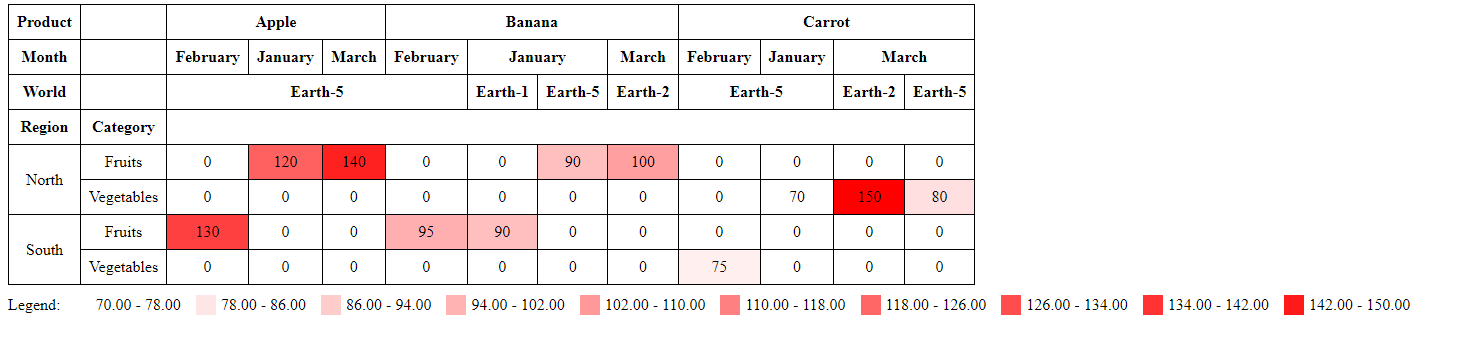 Product Apple Banana Carrot
Month February January March February January March February January March
World Earth-5 Earth-1 Earth-5 Earth-2 Earth-5 Earth-2 Earth-5
Region Category
North Fruits 0 120 140 0 0 90 100 0 0 0 0
Vegetables 0 0 0 0 0 0 0 0 70 150 80
South Fruits 130 0 0 95 90 0 0 0 0 0 0
Vegetables 0 0 0 0 0 0 0 75 0 0 0
Legend: 70.00 - 78.00 78.00 - 86.00 86.00 - 94.00 94.00 - 102.00 102.00 - 110.00 110.00 - 118.00 118.00 - 126.00 126.00 - 134.00 134.00 - 142.00 142.00 - 150.00